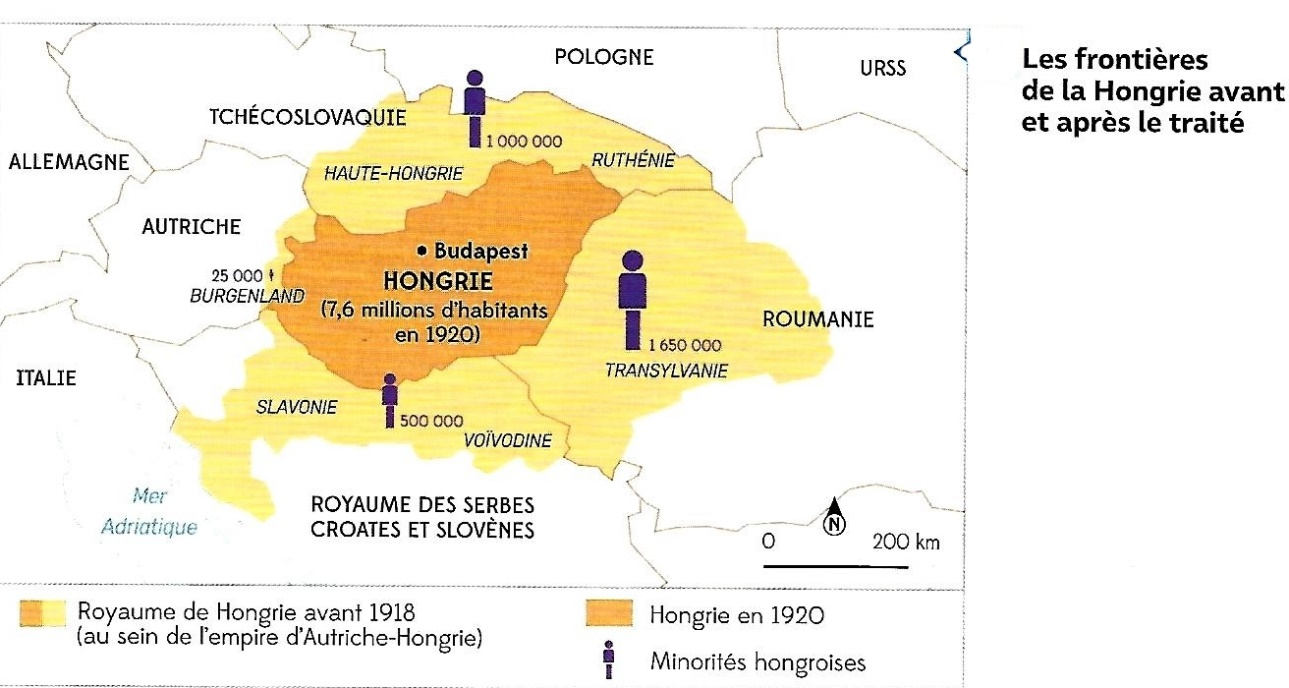 Les frontières
de la Hongrie avant
et après le traité
POLOGNE
URSS
TCHÉCOSLOVAQUIE
1 000 000
ALLEMAGNE
HAUTE-HONGRIE
RUTHÉNIE
AUTRICHE
Budapest
HONGRIE
(7,6 millions d'habitants
en 1920)
25 000
BURGENLAND
ROUMANIE
1 650 000
TRANSYLVANIE
ITALIE
SLAVONIE
500 000
VOÏVODINE
Mer
Adriatique
ROYAUME DES SERBES
CROATES ET SLOVÈNES
N
0 200 km
Royaume de Hongrie avant 1918
(au sein de l'empire d'Autriche-Hongrie)
Hongrie en 1920
Minorités hongroises